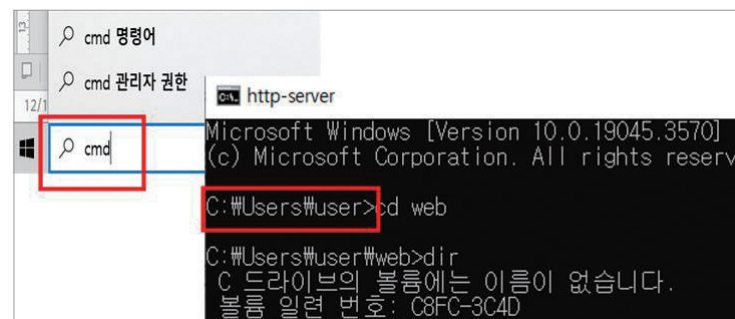 13
cmd 명령어
cmd 관리자 권한
12/1
cmd
http-server
Microsoft Windows [Version 10.0.19045.3570]
(c) Microsoft Corporation. All rights reserv
C:₩Users₩user>cd web
C:₩Users₩user₩web>dir
C 드라이브의 볼륨에는 이름이 없습니다.
볼륨 일련 번호: C8FC-3C4D